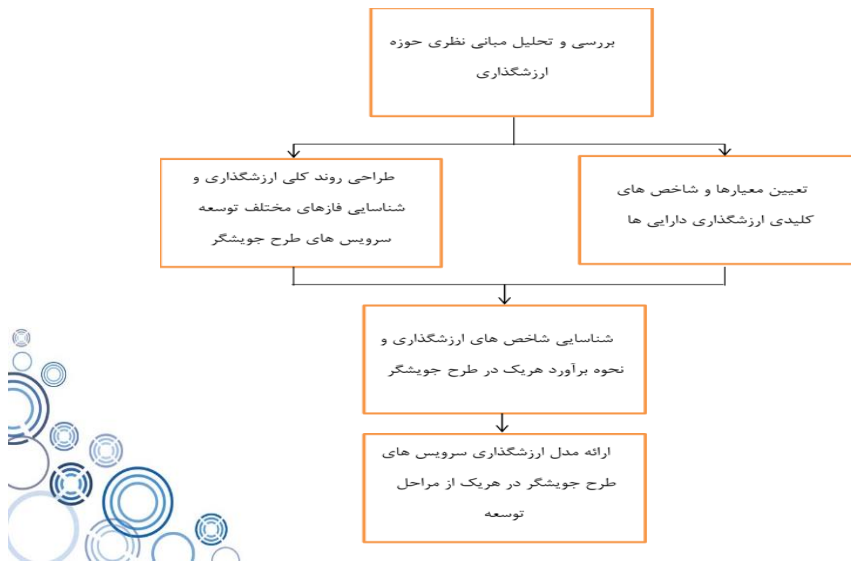 بررسی و تحلیل مبانی نظری حوزه
ارزشگذاری
تعیین معیارها و شاخص های
کلیدی ارزشگذاری دارایی ها
طراحی روند کلی ارزشگذاری و
شناسایی فازهای مختلف توسعه
سرویس های طرح جویشگر
شناسایی شاخص های ارزشگذاری و
نحوه برآورد هریک در طرح جویشگر
ارائه مدل ارزشگذاری سرویس های
طرح جویشگر در هریک از مراحل
توسعه